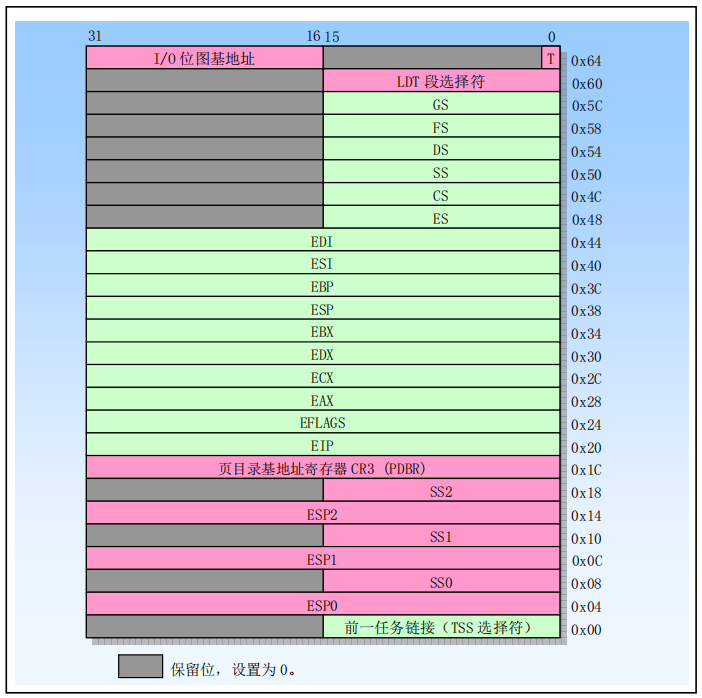 31 16 15 0
I/O 位图基地址 T 0x64
LDT 段选择符 0x60
GS 0x5C
FS 0x58
DS 0x54
SS 0x50
CS 0x4C
ES 0x48
EDI 0x44
ESI 0x40
EBP 0x3C
ESP 0x38
EBX 0x34
EDX 0x30
ECX 0x2C
EAX 0x28
EFLAGS 0x24
EIP 0x20
页目录基地址寄存器 CR3 (PDBR) 0x1C
SS2 0x18
ESP2 0x14
SS1 0x10
ESP1 0x0C
SS0 0x08
ESP0 0x04
前一任务链接（TSS 选择符） 0x00
保留位，设置为 0。